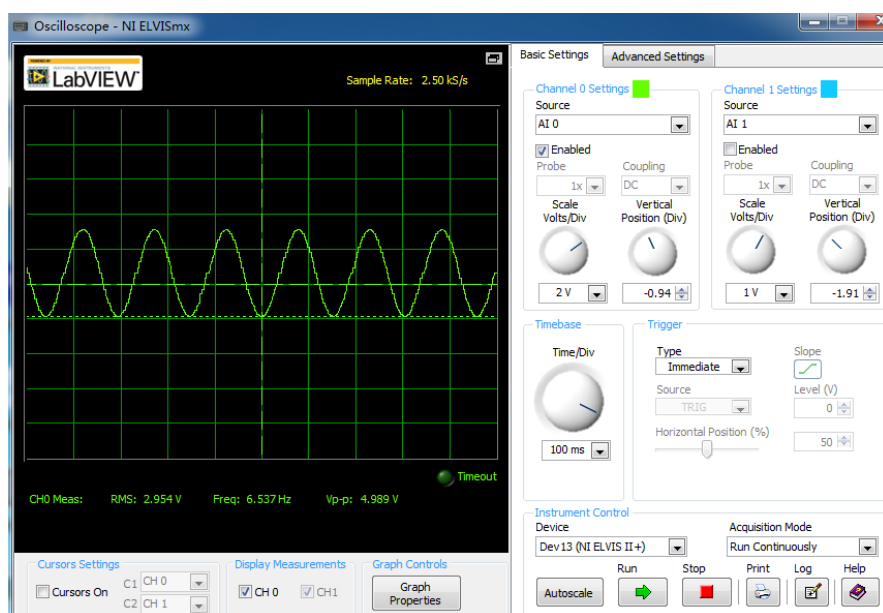 Oscilloscope - NI ELVISmx
POWERED BY
NATIONAL INSTRUMENTS
LabVIEW™
Sample Rate: 2.50 kS/s
Timeout
CH0 Meas: RMS: 2.954 V Freq: 6.537 Hz Vp-p: 4.989 V
Cursors Settings
Cursors On
C1 CH 0
C2 CH 1
Display Measurements
CH 0 CH1
Graph Controls
Graph
Properties
Basic Settings Advanced Settings
Channel 0 Settings
Source
AI 0
Enabled
Probe Coupling
1x DC
Scale Vertical
Volts/Div Position (Div)
2 V -0.94
Channel 1 Settings
Source
AI 1
Enabled
Probe Coupling
1x DC
Scale Vertical
Volts/Div Position (Div)
1 V -1.91
Timebase
Time/Div
100 ms
Trigger
Type Slope
Immediate
Source Level (V)
TRIG 0
Horizontal Position (%)
50
Instrument Control
Device Acquisition Mode
Dev13 (NI ELVIS II+) Run Continuously
Run Stop Print Log Help
Autoscale